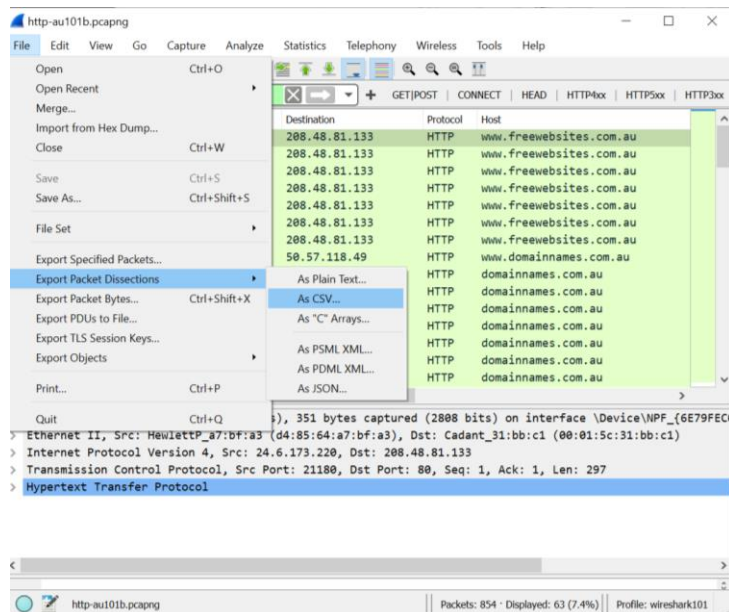 http-au101b.pcapng
File Edit View Go Capture Analyze Statistics Telephony Wireless Tools Help
Open Ctrl+O
Open Recent
Merge...
Import from Hex Dump...
Close Ctrl+W
Save Ctrl+S
Save As... Ctrl+Shift+S
File Set
Export Specified Packets...
Export Packet Dissections
Export Packet Bytes... Ctrl+Shift+X
Export PDUs to File...
Export TLS Session Keys...
Export Objects
Print... Ctrl+P
Quit Ctrl+Q
As Plain Text...
As CSV...
As "C" Arrays...
As PSML XML...
As PDML XML...
As JSON...
+ GET|POST | CONNECT | HEAD | HTTP4xx | HTTP5xx | HTTP3xx
Destination Protocol Host
208.48.81.133 HTTP www.freewebsites.com.au
208.48.81.133 HTTP www.freewebsites.com.au
208.48.81.133 HTTP www.freewebsites.com.au
208.48.81.133 HTTP www.freewebsites.com.au
208.48.81.133 HTTP www.freewebsites.com.au
208.48.81.133 HTTP www.freewebsites.com.au
208.48.81.133 HTTP www.freewebsites.com.au
50.57.118.49 HTTP www.domainnames.com.au
HTTP domainnames.com.au
HTTP domainnames.com.au
HTTP domainnames.com.au
HTTP domainnames.com.au
HTTP domainnames.com.au
HTTP domainnames.com.au
HTTP domainnames.com.au
), 351 bytes captured (2808 bits) on interface \Device\NPF_{6E79FEC
> Ethernet II, Src: HewlettP_a7:bf:a3 (d4:85:64:a7:bf:a3), Dst: Cadant_31:bb:c1 (00:01:5c:31:bb:c1)
> Internet Protocol Version 4, Src: 24.6.173.220, Dst: 208.48.81.133
> Transmission Control Protocol, Src Port: 21180, Dst Port: 80, Seq: 1, Ack: 1, Len: 297
> Hypertext Transfer Protocol
http-au101b.pcapng Packets: 854 · Displayed: 63 (7.4%) Profile: wireshark101